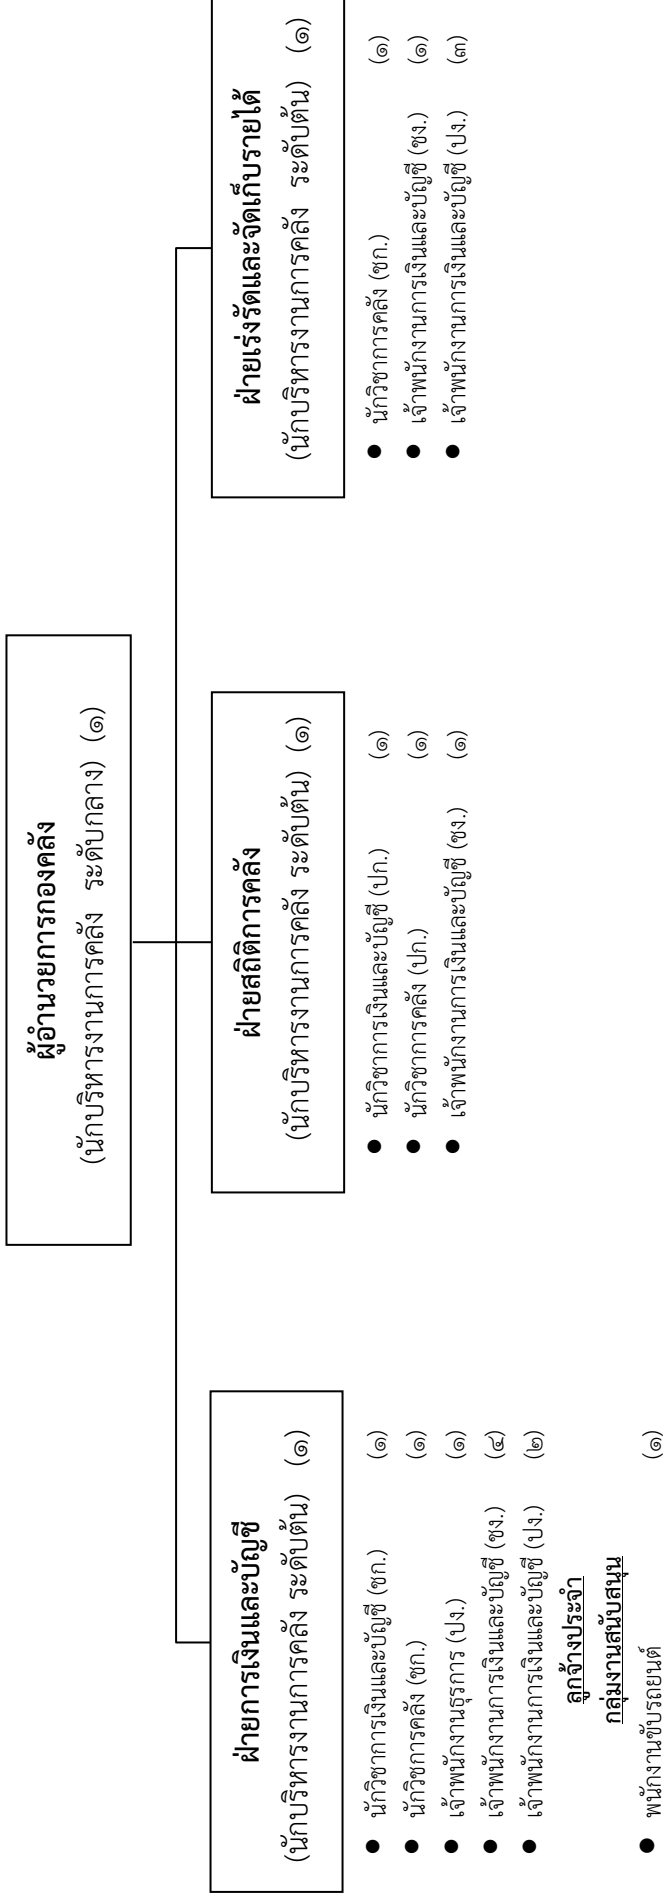 ผู้อำนวยการกองคลัง
(นักบริหารงานการคลัง ระดับกลาง) (๑)
ฝ่ายการเงินและบัญชี
(นักบริหารงานการคลัง ระดับต้น) (๑)
● นักวิชาการเงินและบัญชี (ชก.) (๑)
● นักวิชการคลัง (ชก.) (๑)
● เจ้าพนักงานธุรการ (ปง.) (๑)
● เจ้าพนักงานการเงินและบัญชี (ชง.) (๔)
● เจ้าพนักงานการเงินและบัญชี (ปง.) (๒)
ลูกจ้างประจำ
กลุ่มงานสนับสนุน
● พนักงานขับรถยนต์ (๑)
ฝ่ายสถิติการคลัง
(นักบริหารงานการคลัง ระดับต้น) (๑)
● นักวิชาการเงินและบัญชี (ปก.) (๑)
● นักวิชาการคลัง (ปก.) (๑)
● เจ้าพนักงานการเงินและบัญชี (ชง.) (๑)
ฝ่ายเร่งรัดและจัดเก็บรายได้
(นักบริหารงานการคลัง ระดับต้น) (๑)
● นักวิชาการคลัง (ชก.) (๑)
● เจ้าพนักงานการเงินและบัญชี (ชง.) (๑)
● เจ้าพนักงานการเงินและบัญชี (ปง.) (๓)